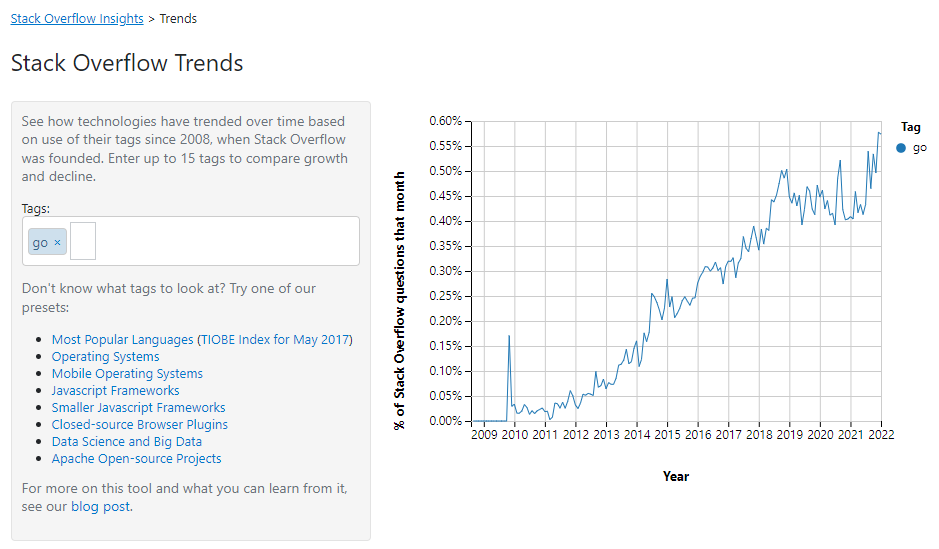 Stack Overflow Insights > Trends
Stack Overflow Trends
See how technologies have trended over time based
on use of their tags since 2008, when Stack Overflow
was founded. Enter up to 15 tags to compare growth
and decline.
Tags:
go ×
Don't know what tags to look at? Try one of our
presets:
Most Popular Languages (TIOBE Index for May 2017)
Operating Systems
Mobile Operating Systems
Javascript Frameworks
Smaller Javascript Frameworks
Closed-source Browser Plugins
Data Science and Big Data
Apache Open-source Projects
For more on this tool and what you can learn from it,
see our blog post.
% of Stack Overflow questions that month
0.60%
0.55%
0.50%
0.45%
0.40%
0.35%
0.30%
0.25%
0.20%
0.15%
0.10%
0.05%
0.00%
2009 2010 2011 2012 2013 2014 2015 2016 2017 2018 2019 2020 2021 2022
Year
Tag
go